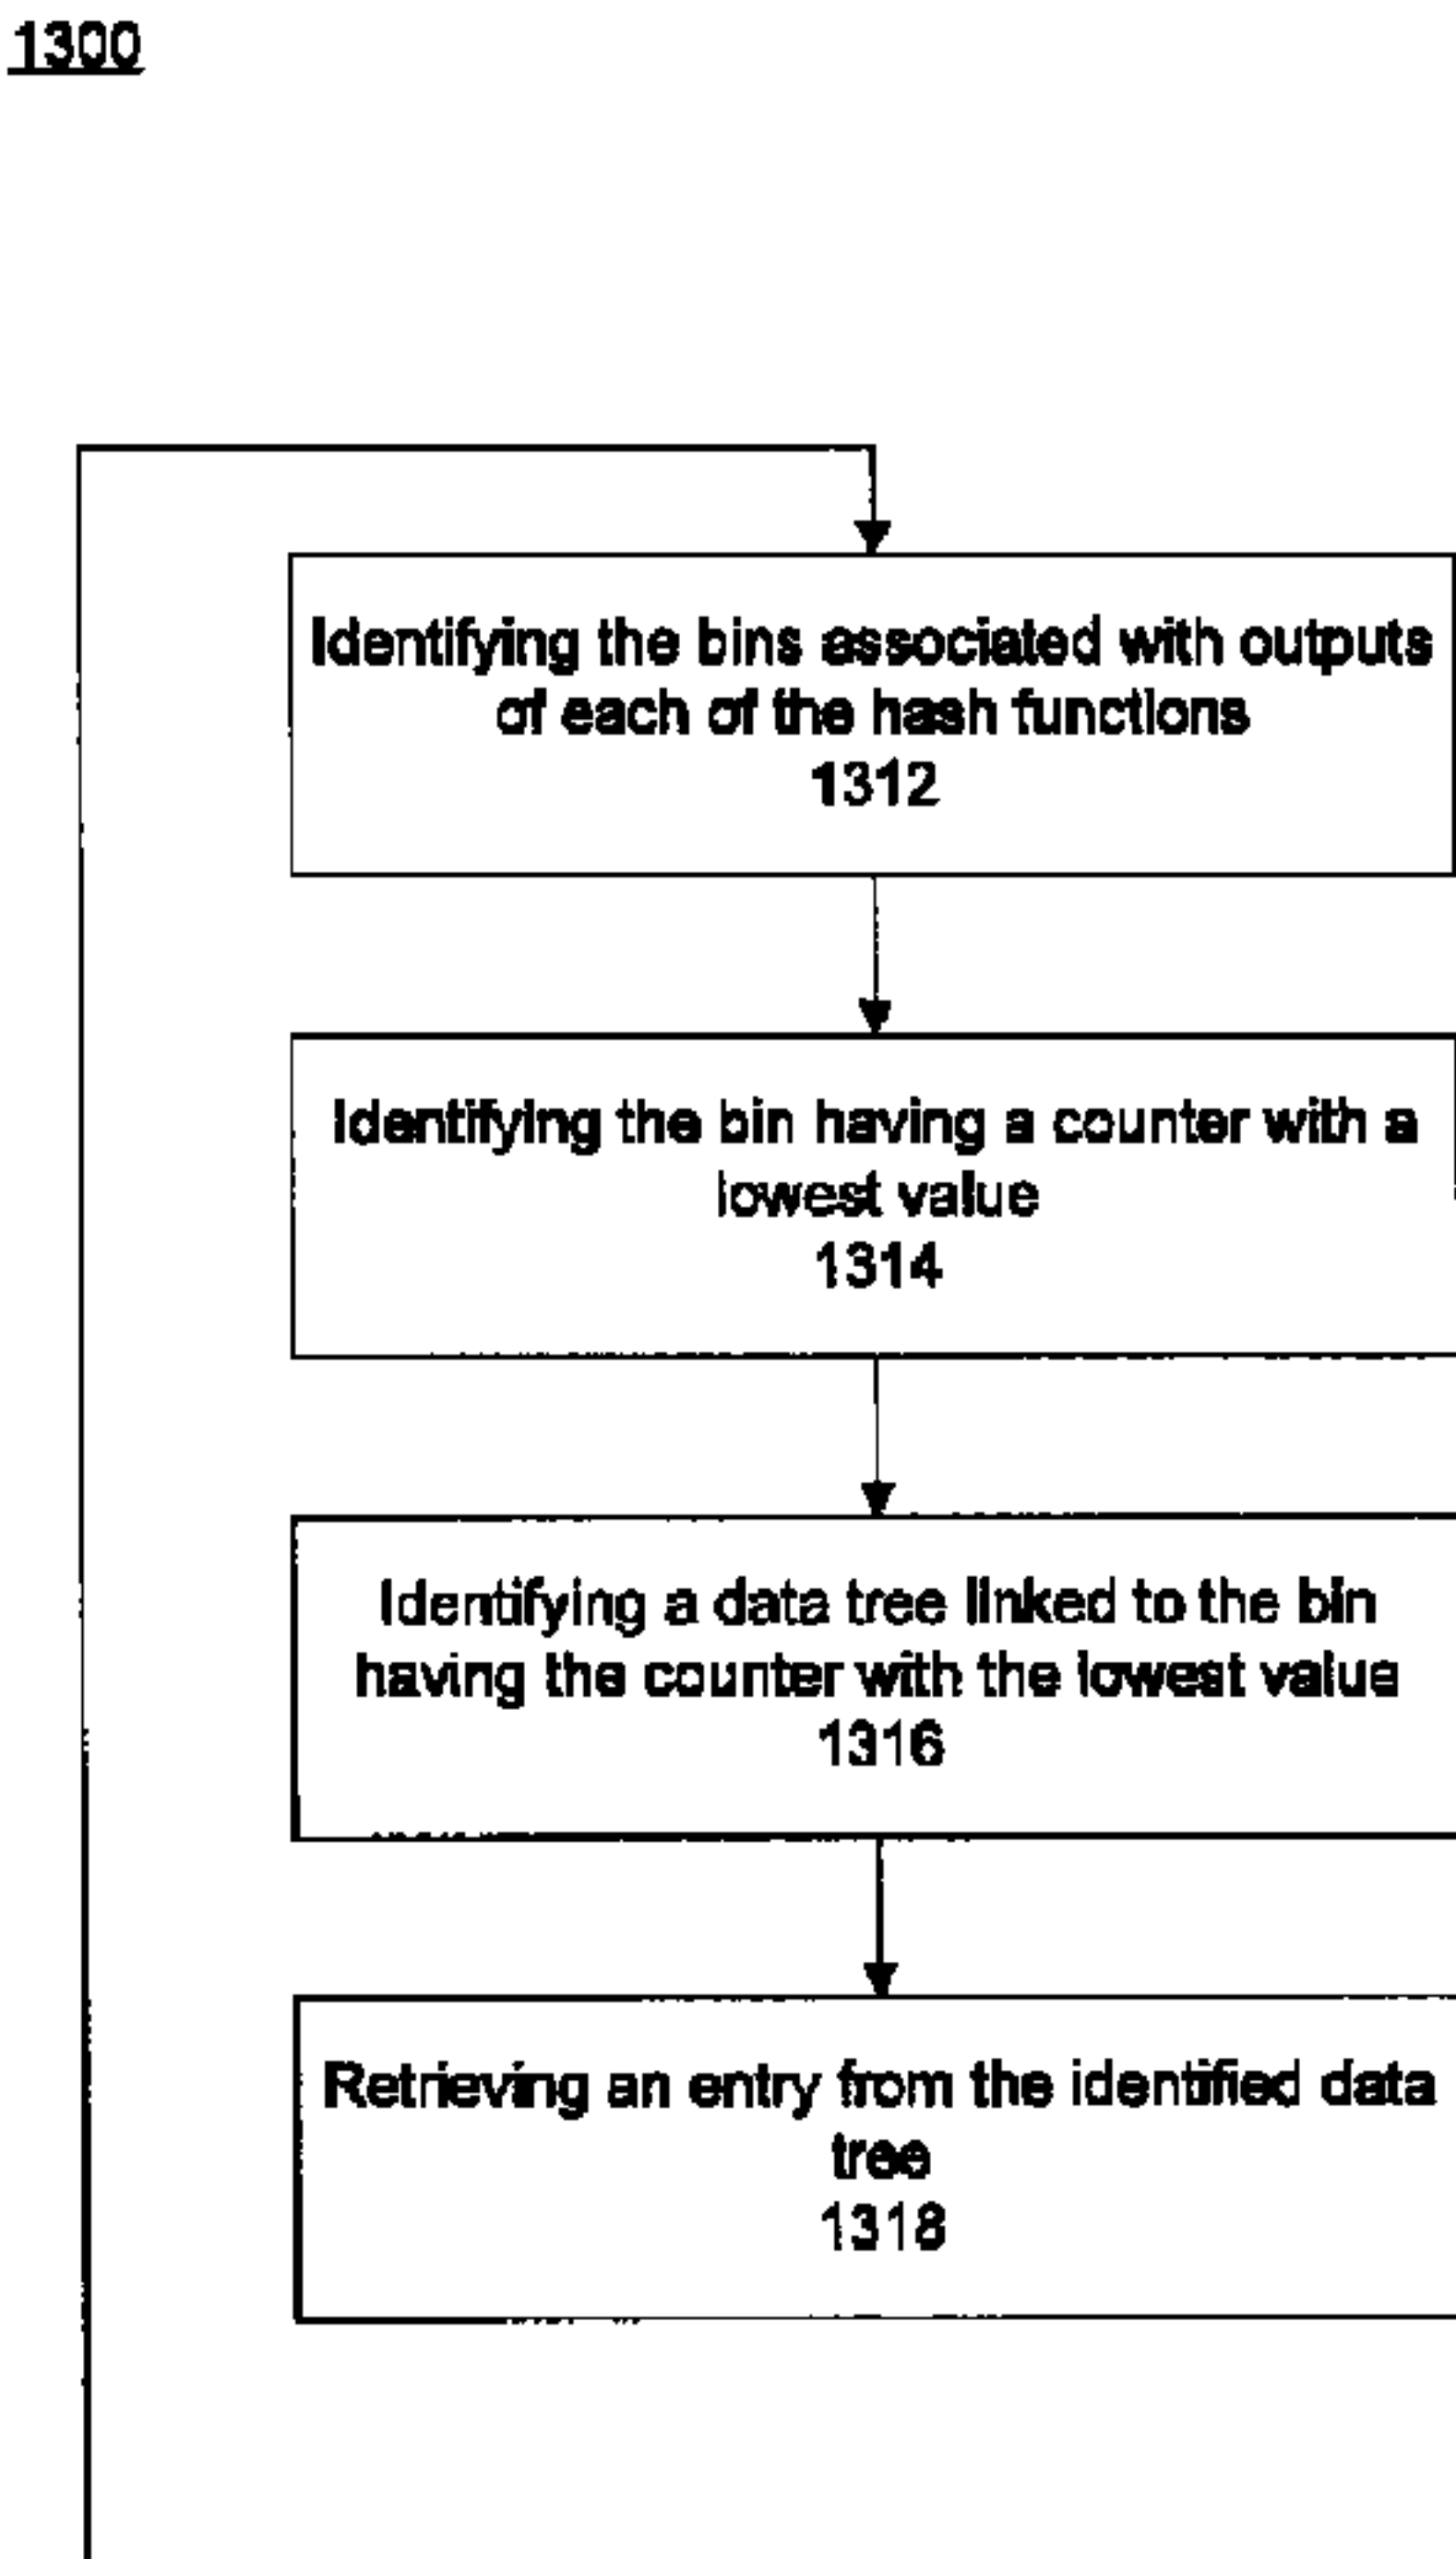 1300
Identifying the bins associated with outputs
of each of the hash functions
1312
Identifying the bin having a counter with a
lowest value
1314
Identifying a data tree linked to the bin
having the counter with the lowest value
1316
Retrieving an entry from the identified data
tree
1318